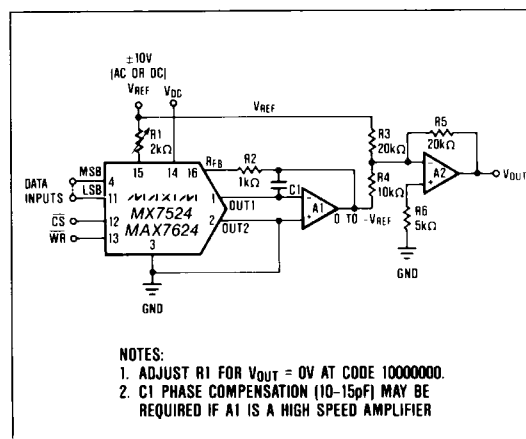 ±10V
(AC OR DC)
VREF
VDC
VREF
R1
2kΩ
R3
20kΩ
R5
20kΩ
15
14
16
RFB
R2
1kΩ
C1
R4
10kΩ
MSB
4
DATA
INPUTS
LSB
11
MAXIM
MX7524
MAX7624
1
OUT1
2
OUT2
CS
12
WR
13
3
GND
−
+
A1
0 TO -VREF
−
+
A2
VOUT
R6
5kΩ
GND
NOTES:
1. ADJUST R1 FOR VOUT = 0V AT CODE 10000000.
2. C1 PHASE COMPENSATION (10-15pF) MAY BE
REQUIRED IF A1 IS A HIGH SPEED AMPLIFIER